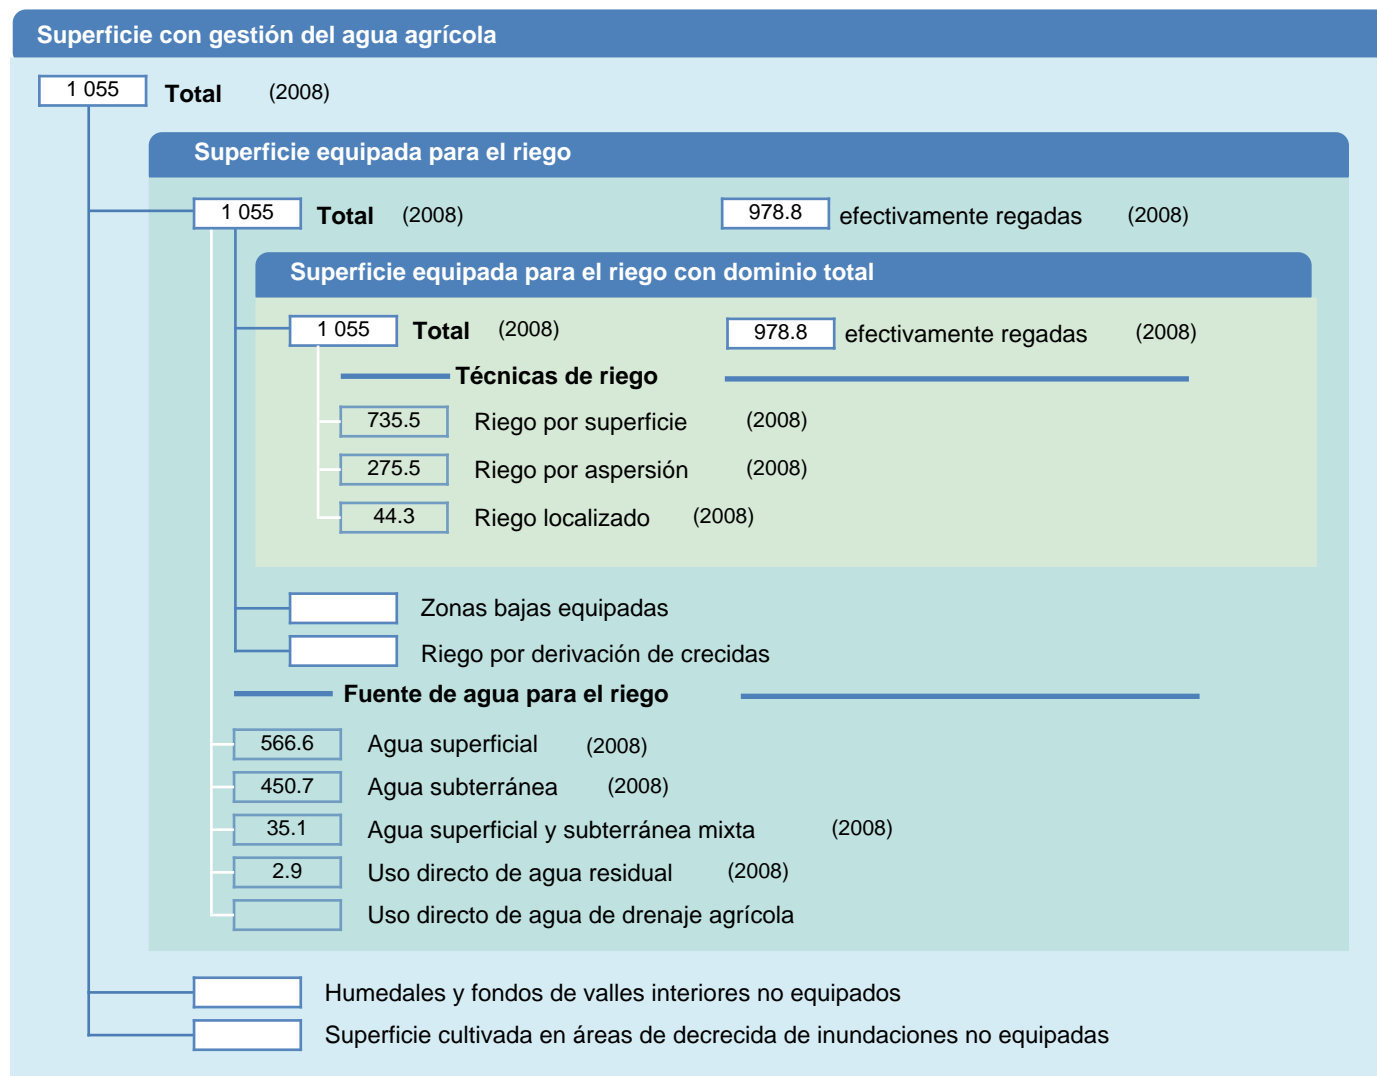 Superficie con gestión del agua agrícola
1 055 Total (2008)
Superficie equipada para el riego
1 055 Total (2008) 978.8 efectivamente regadas (2008)
Superficie equipada para el riego con dominio total
1 055 Total (2008) 978.8 efectivamente regadas (2008)
Técnicas de riego
735.5 Riego por superficie (2008)
275.5 Riego por aspersión (2008)
44.3 Riego localizado (2008)
Zonas bajas equipadas
Riego por derivación de crecidas
Fuente de agua para el riego
566.6 Agua superficial (2008)
450.7 Agua subterránea (2008)
35.1 Agua superficial y subterránea mixta (2008)
2.9 Uso directo de agua residual (2008)
Uso directo de agua de drenaje agrícola
Humedales y fondos de valles interiores no equipados
Superficie cultivada en áreas de decrecida de inundaciones no equipadas